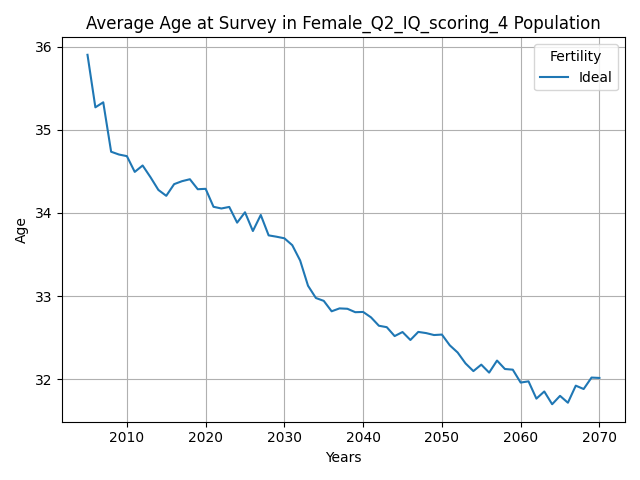 Average Age at Survey in Female_Q2_IQ_scoring_4 Population
Fertility
Ideal
Age
36
35
34
33
32
2010 2020 2030 2040 2050 2060 2070
Years